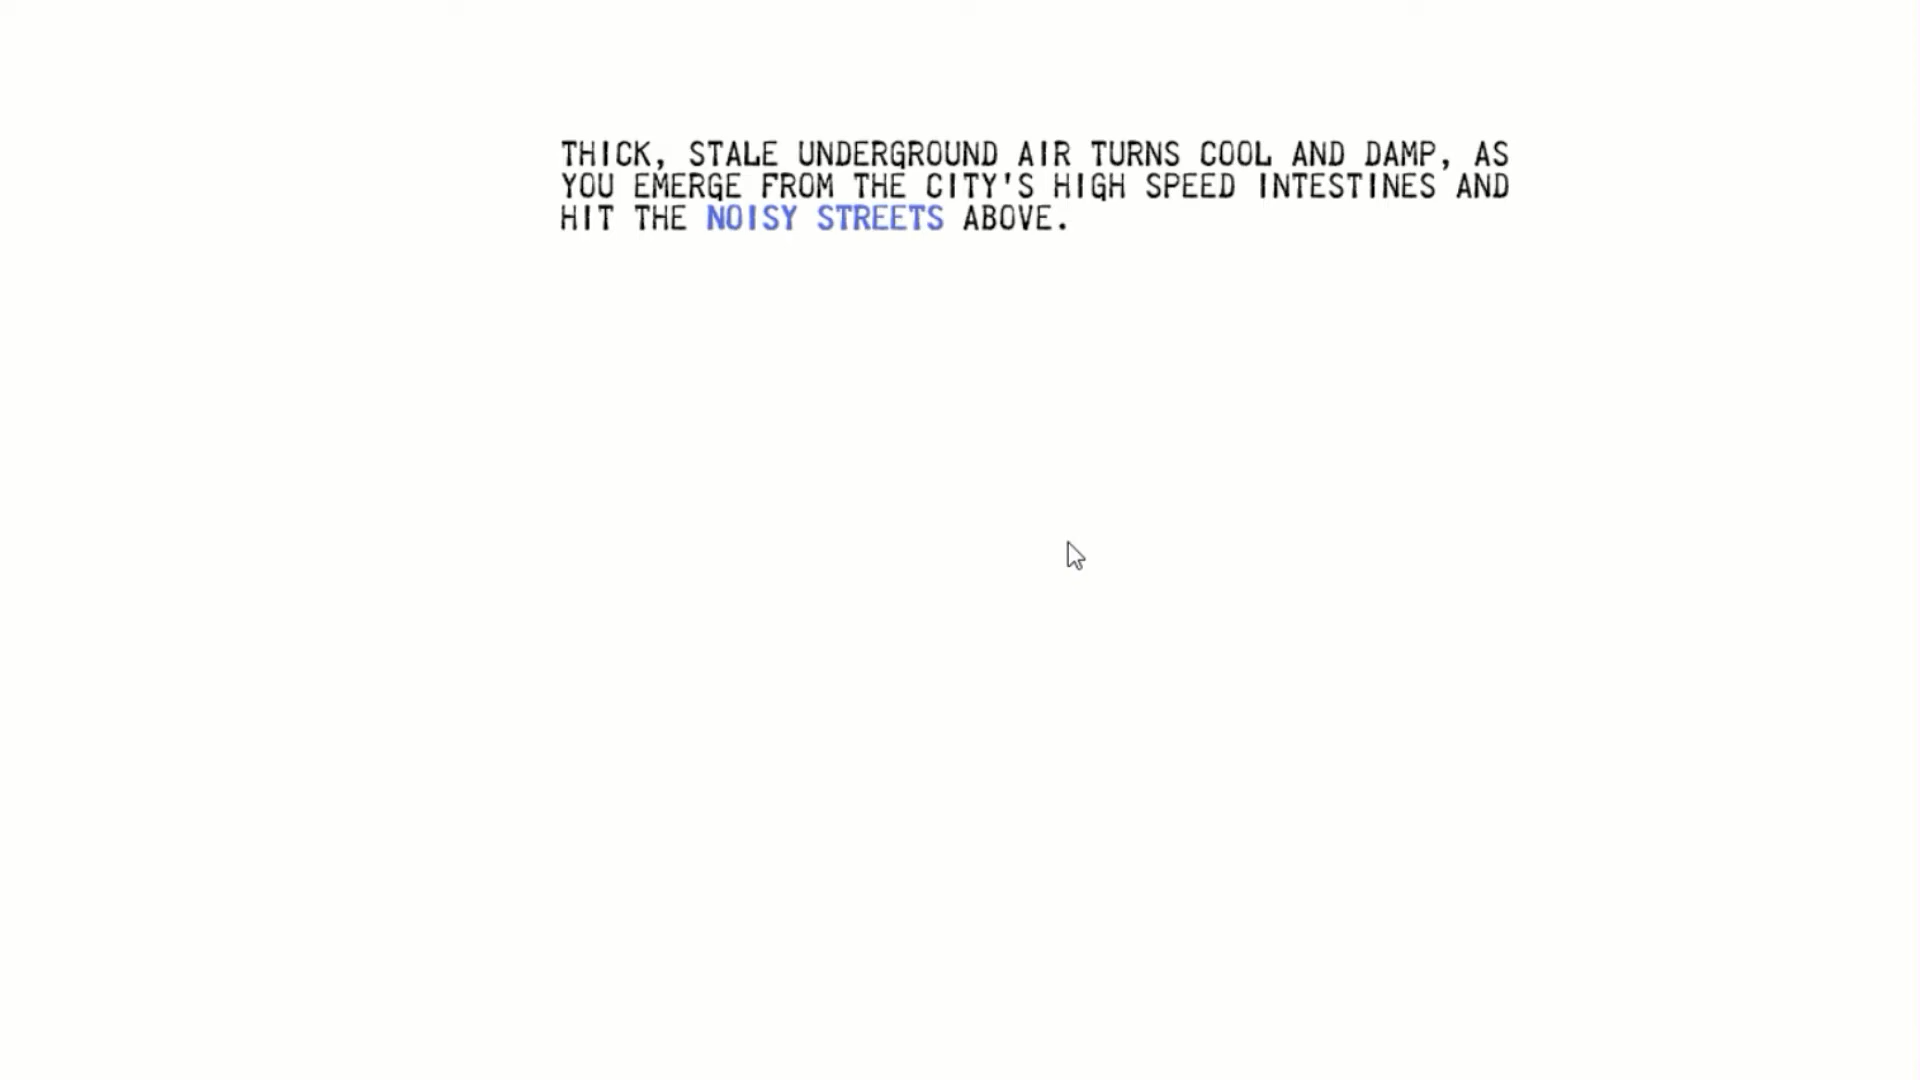 THICK, STALE UNDERGROUND AIR TURNS COOL AND DAMP, AS
YOU EMERGE FROM THE CITY'S HIGH SPEED INTESTINES AND
HIT THE NOISY STREETS ABOVE.